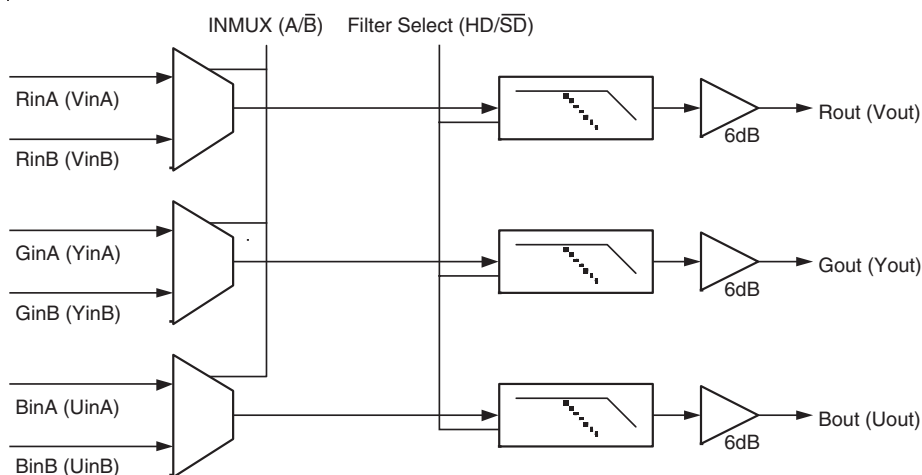 INMUX (A/B̅) Filter Select (HD/S̅D̅)
RinA (VinA)
RinB (VinB)
6dB
Rout (Vout)
GinA (YinA)
GinB (YinB)
6dB
Gout (Yout)
BinA (UinA)
BinB (UinB)
6dB
Bout (Uout)